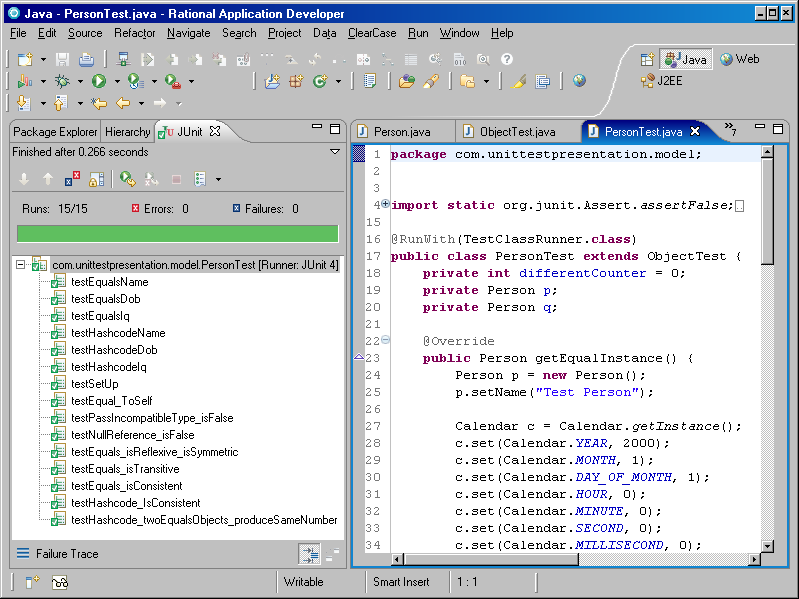 Java - PersonTest.java - Rational Application Developer
File Edit Source Refactor Navigate Search Project Data ClearCase Run Window Help
Java Web
J2EE
Package Explorer Hierarchy JUnit
Finished after 0.266 seconds
Runs: 15/15 Errors: 0 Failures: 0
com.unittestpresentation.model.PersonTest [Runner: JUnit 4]
testEqualsName
testEqualsDob
testEqualsIq
testHashcodeName
testHashcodeDob
testHashcodeIq
testSetUp
testEqual_ToSelf
testPassIncompatibleType_isFalse
testNullReference_isFalse
testEquals_isReflexive_isSymmetric
testEquals_isTransitive
testEquals_isConsistent
testHashcode_IsConsistent
testHashcode_twoEqualsObjects_produceSameNumber
Failure Trace
Person.java ObjectTest.java PersonTest.java »7
1 package com.unittestpresentation.model;
2
3
4 import static org.junit.Assert.assertFalse;
15
16 @RunWith(TestClassRunner.class)
17 public class PersonTest extends ObjectTest {
18 private int differentCounter = 0;
19 private Person p;
20 private Person q;
21
22 @Override
23 public Person getEqualInstance() {
24 Person p = new Person();
25 p.setName("Test Person");
26
27 Calendar c = Calendar.getInstance();
28 c.set(Calendar.YEAR, 2000);
29 c.set(Calendar.MONTH, 1);
30 c.set(Calendar.DAY_OF_MONTH, 1);
31 c.set(Calendar.HOUR, 0);
32 c.set(Calendar.MINUTE, 0);
33 c.set(Calendar.SECOND, 0);
34 c.set(Calendar.MILLISECOND, 0);
Writable Smart Insert 1 : 1